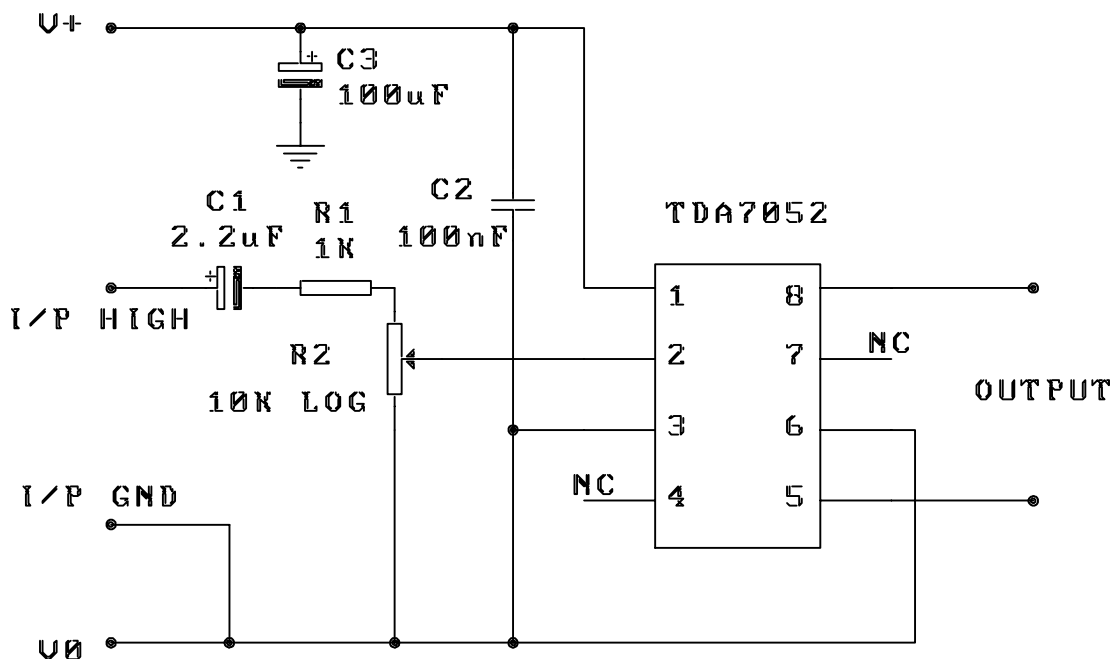 V+
C3
100uF
C1
2.2uF
R1
1K
C2
100nF
TDA7052
I/P HIGH
R2
10K LOG
1
2
3
4
8
7
6
5
NC
NC
OUTPUT
I/P GND
V0